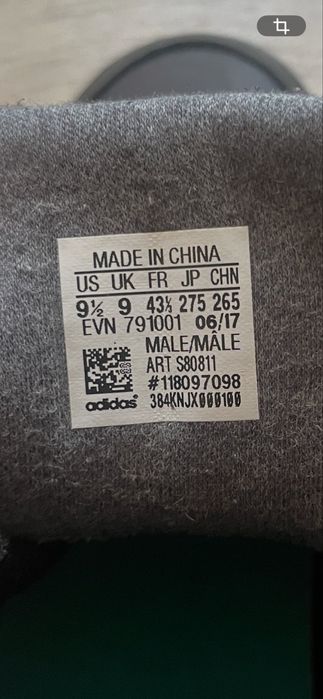 MADE IN CHINA
US UK FR JP CHN
9½ 9 43⅓ 275 265
EVN 791001 06/17
MALE/MÂLE
ART S80811
#118097098
adidas® 384KNJX000100